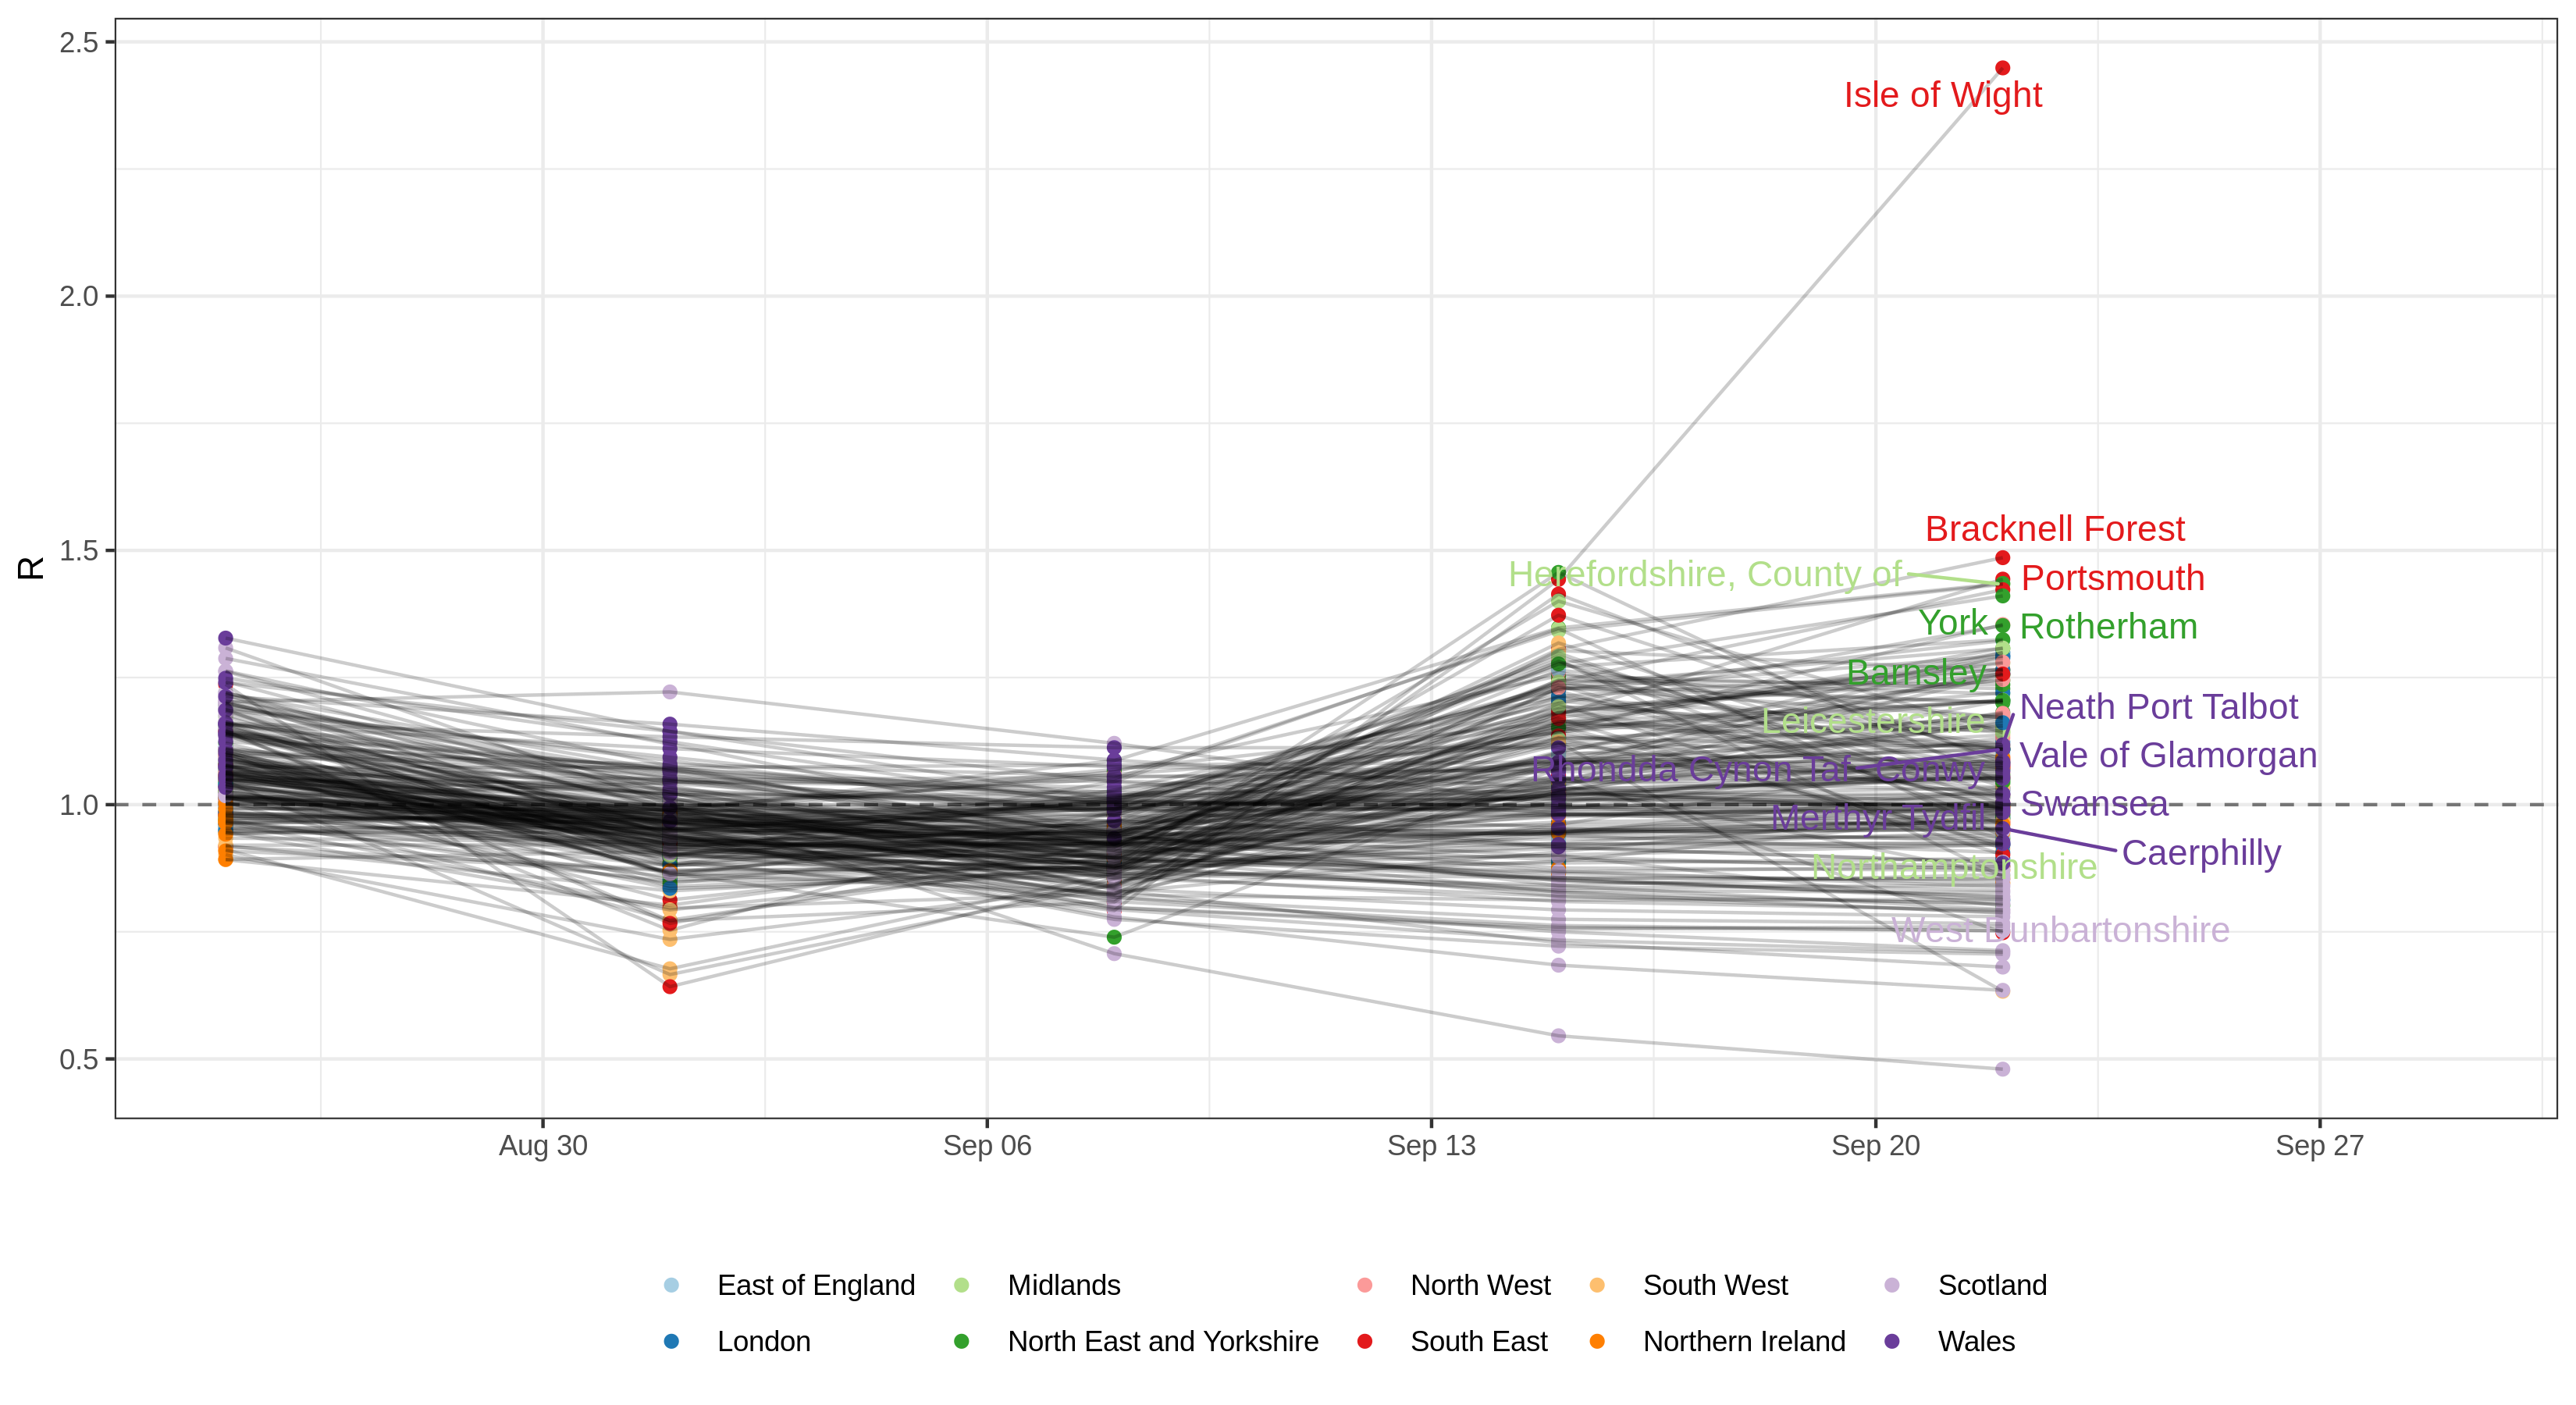 2.5
2.0
1.5
1.0
0.5
R
Isle of Wight
Bracknell Forest
Herefordshire, County of
Portsmouth
York
Rotherham
Barnsley
Neath Port Talbot
Leicestershire
Vale of Glamorgan
Rhondda Cynon Taf
Conwy
Swansea
Merthyr Tydfil
Caerphilly
Northamptonshire
West Dunbartonshire
Aug 30
Sep 06
Sep 13
Sep 20
Sep 27
East of England
Midlands
North West
South West
Scotland
London
North East and Yorkshire
South East
Northern Ireland
Wales